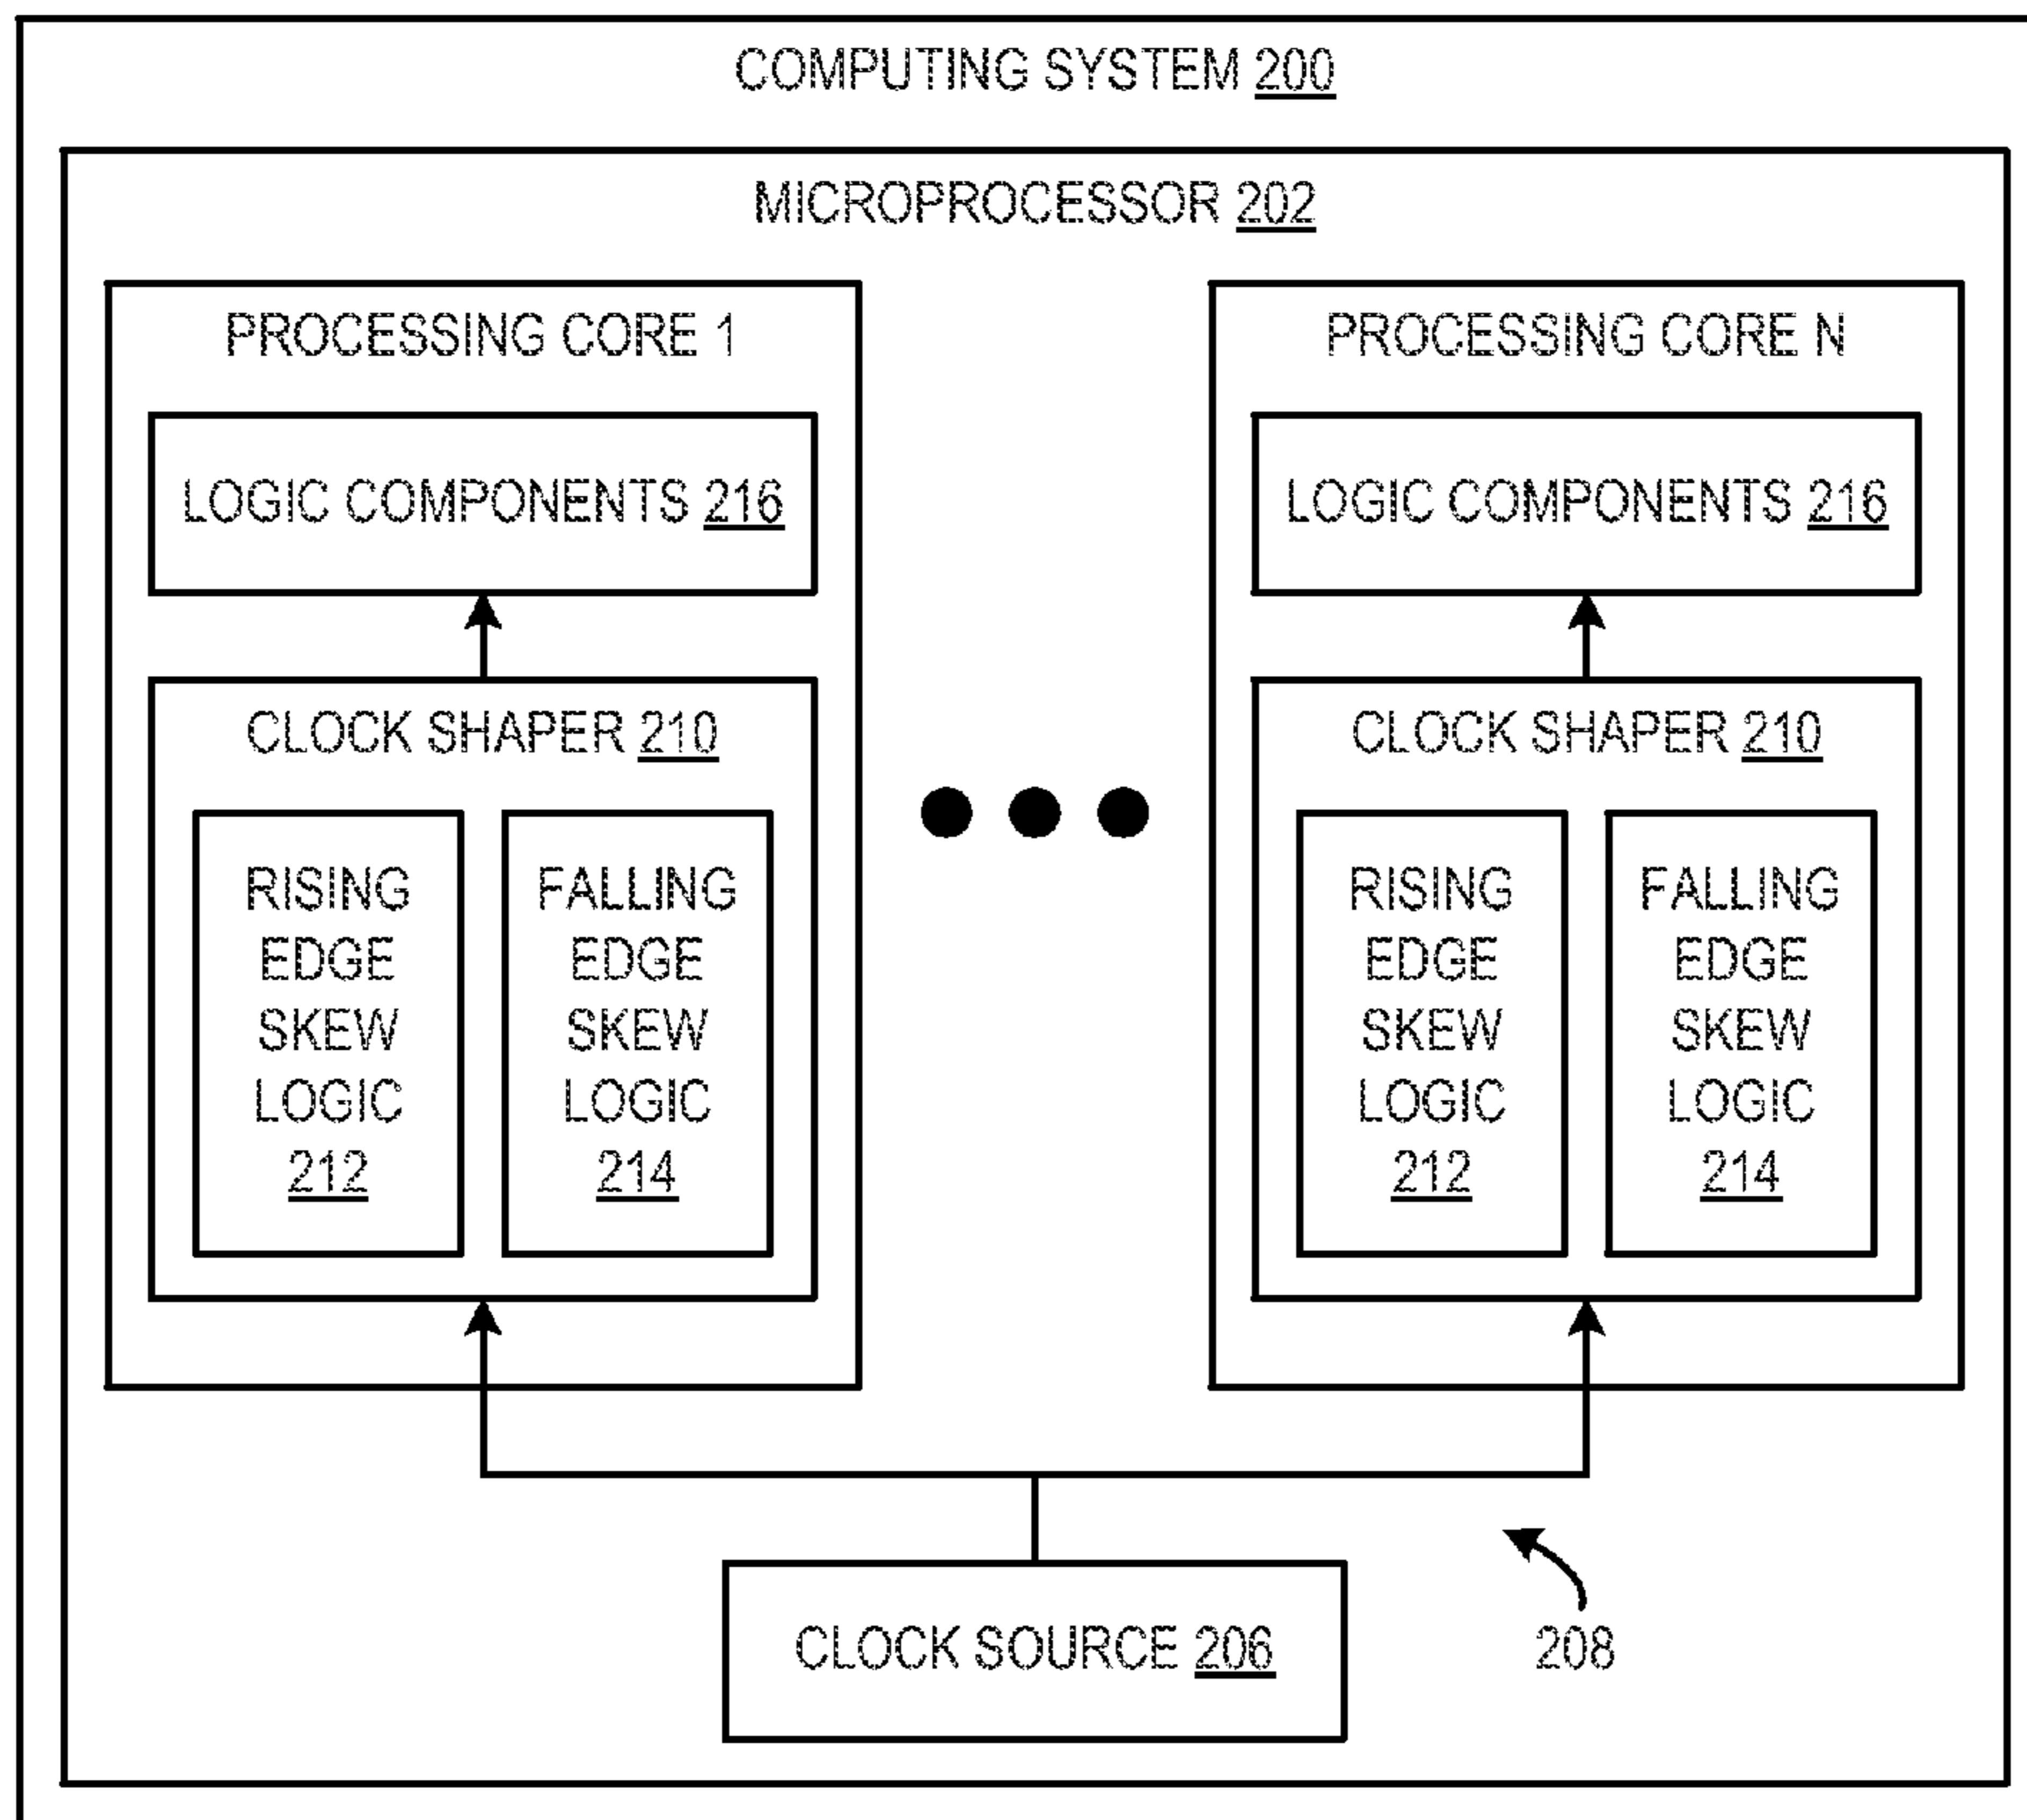 COMPUTING SYSTEM 200
MICROPROCESSOR 202
PROCESSING CORE 1
LOGIC COMPONENTS 216
CLOCK SHAPER 210
RISING
EDGE
SKEW
LOGIC
212
FALLING
EDGE
SKEW
LOGIC
214
PROCESSING CORE N
LOGIC COMPONENTS 216
CLOCK SHAPER 210
RISING
EDGE
SKEW
LOGIC
212
FALLING
EDGE
SKEW
LOGIC
214
CLOCK SOURCE 206
208